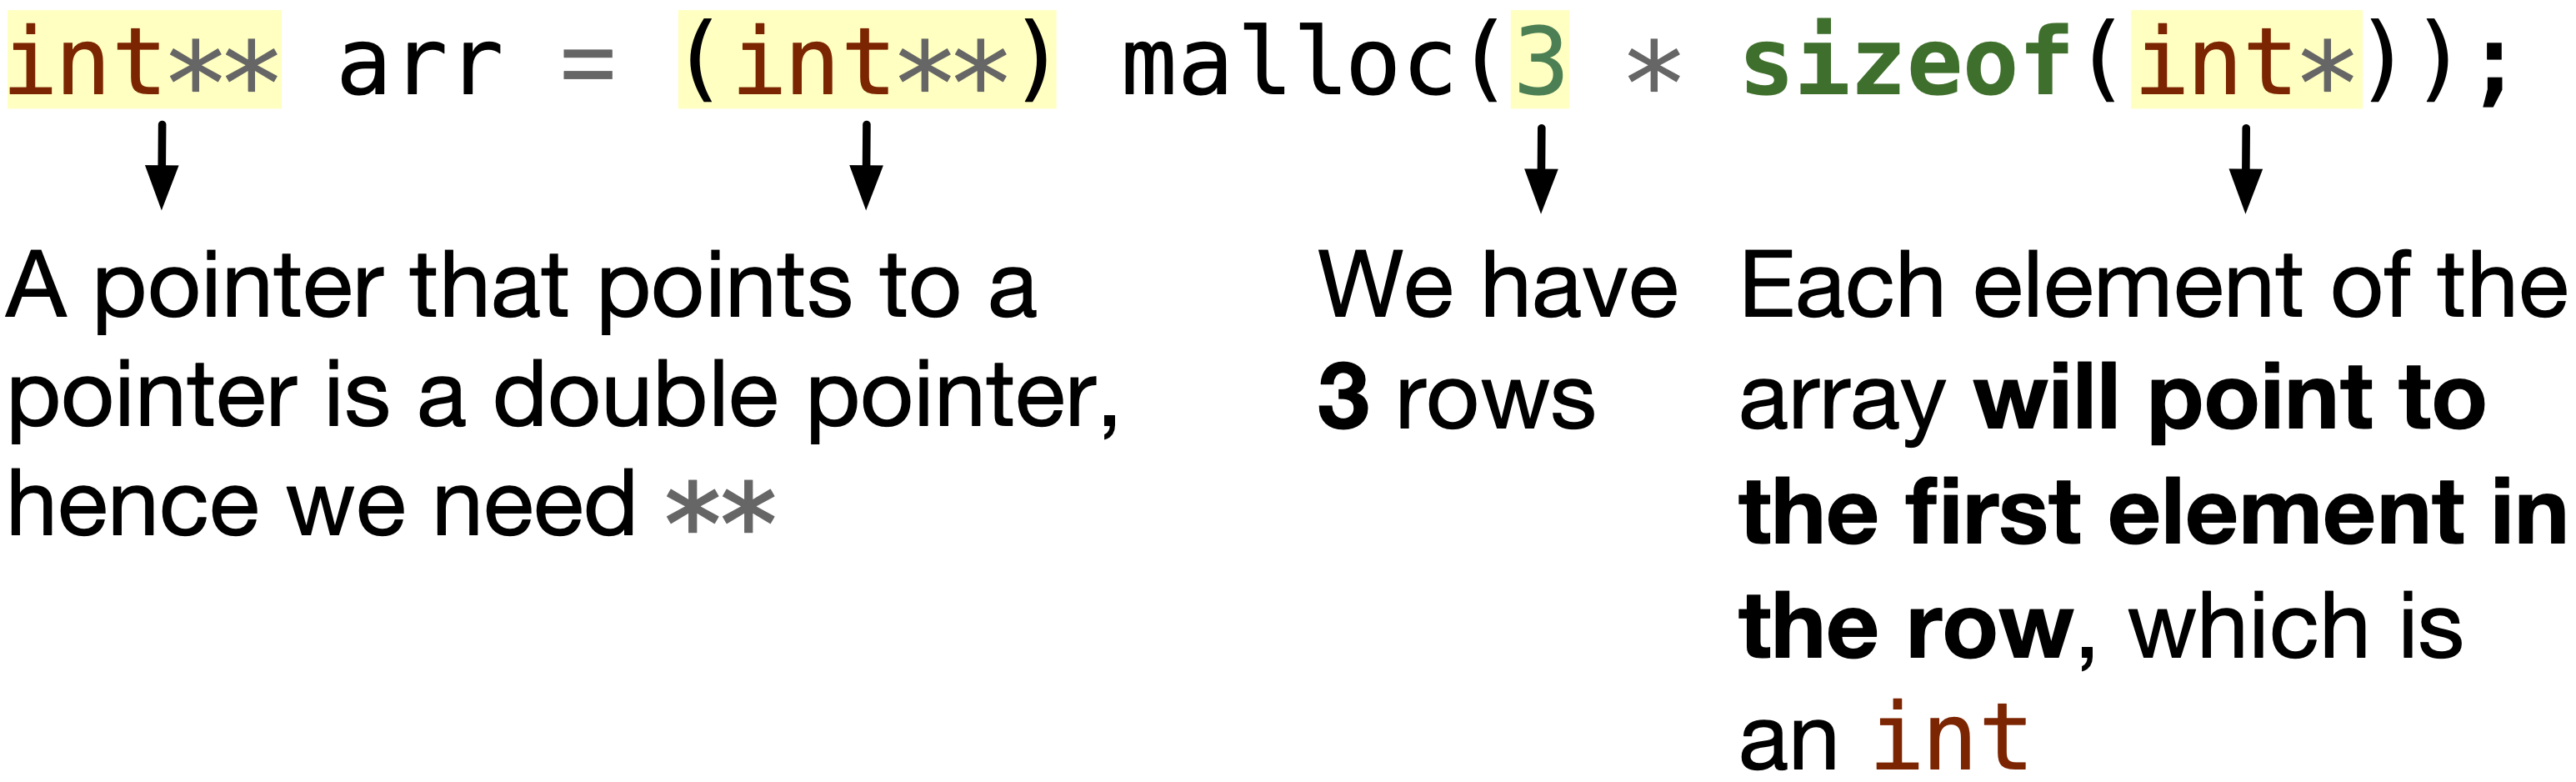 int** arr = (int**) malloc(3 * sizeof(int*));
A pointer that points to a
pointer is a double pointer,
hence we need **
We have
3 rows
Each element of the
array will point to
the first element in
the row, which is
an int